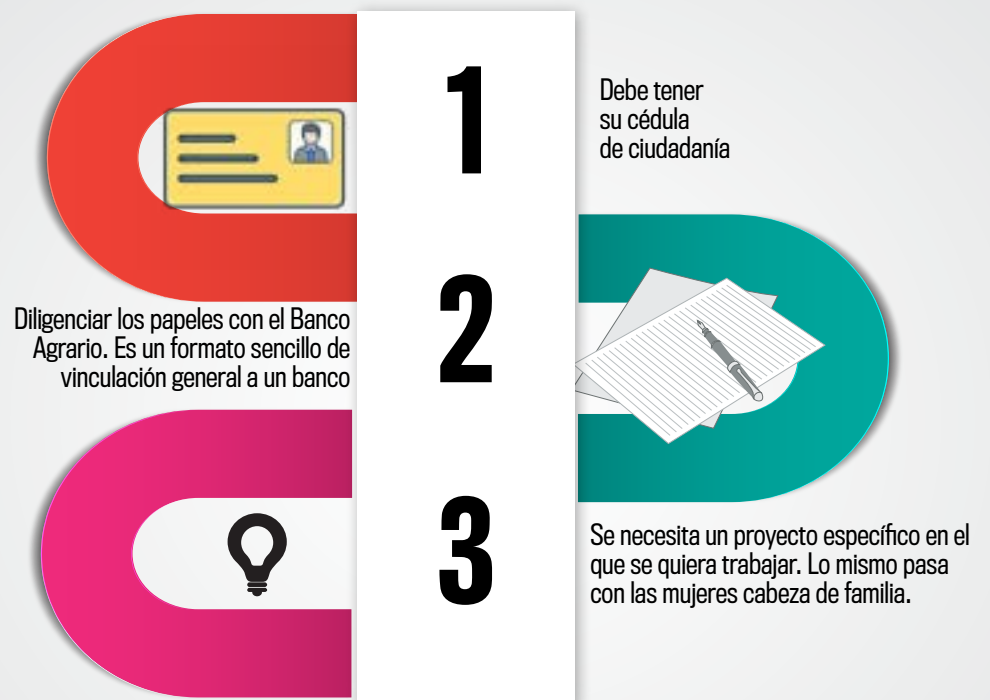 1
Debe tener
su cédula
de ciudadanía
2
Diligenciar los papeles con el Banco
Agrario. Es un formato sencillo de
vinculación general a un banco
3
Se necesita un proyecto específico en el
que se quiera trabajar. Lo mismo pasa
con las mujeres cabeza de familia.